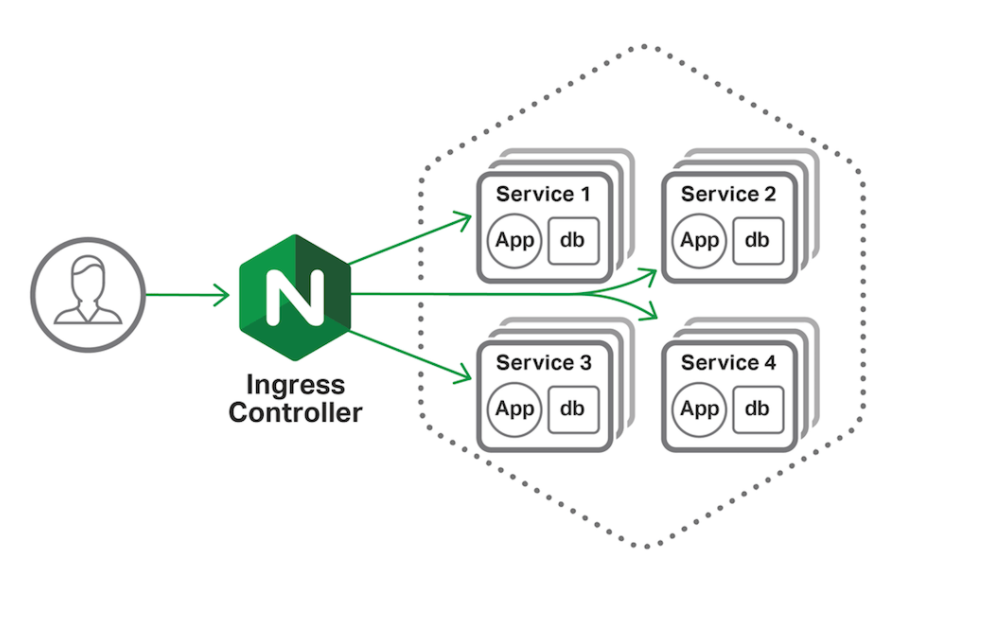 Service 1
App
db
Service 2
App
db
N
Ingress
Controller
Service 3
App
db
Service 4
App
db